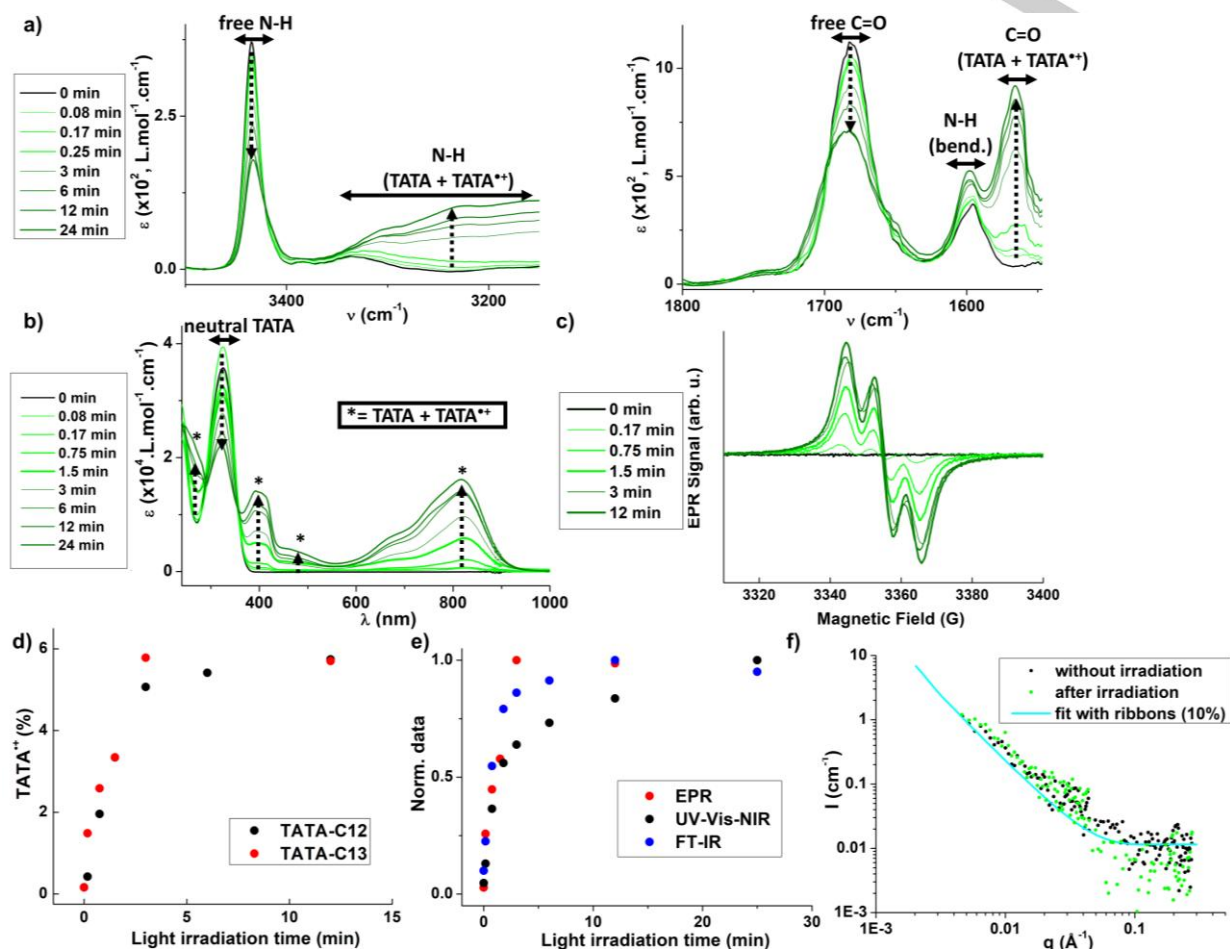 a)
free N-H
0 min
0.08 min
0.17 min
0.25 min
3 min
6 min
12 min
24 min
ε (x10², L.mol⁻¹.cm⁻¹)
2.5
0.0
N-H
(TATA + TATA•⁺)
3400
3200
ν (cm⁻¹)
free C=O
C=O
(TATA + TATA•⁺)
N-H
(bend.)
ε (x10², L.mol⁻¹.cm⁻¹)
10
5
0
1800
1700
1600
ν (cm⁻¹)
b)
neutral TATA
0 min
0.08 min
0.17 min
0.75 min
1.5 min
3 min
6 min
12 min
24 min
ε (x10⁴.L.mol⁻¹.cm⁻¹)
4
2
0
*= TATA + TATA•⁺
*
*
*
*
400
600
800
1000
λ (nm)
c)
0 min
0.17 min
0.75 min
1.5 min
3 min
12 min
EPR Signal (arb. u.)
3320
3340
3360
3380
3400
Magnetic Field (G)
d)
TATA•⁺ (%)
6
4
2
0
TATA-C12
TATA-C13
0
5
10
15
Light irradiation time (min)
e)
Norm. data
1.0
0.5
0.0
EPR
UV-Vis-NIR
FT-IR
0
10
20
30
Light irradiation time (min)
f)
I (cm⁻¹)
10
1
0.1
0.01
1E-3
without irradiation
after irradiation
fit with ribbons (10%)
1E-3
0.01
0.1
q (Å⁻¹)